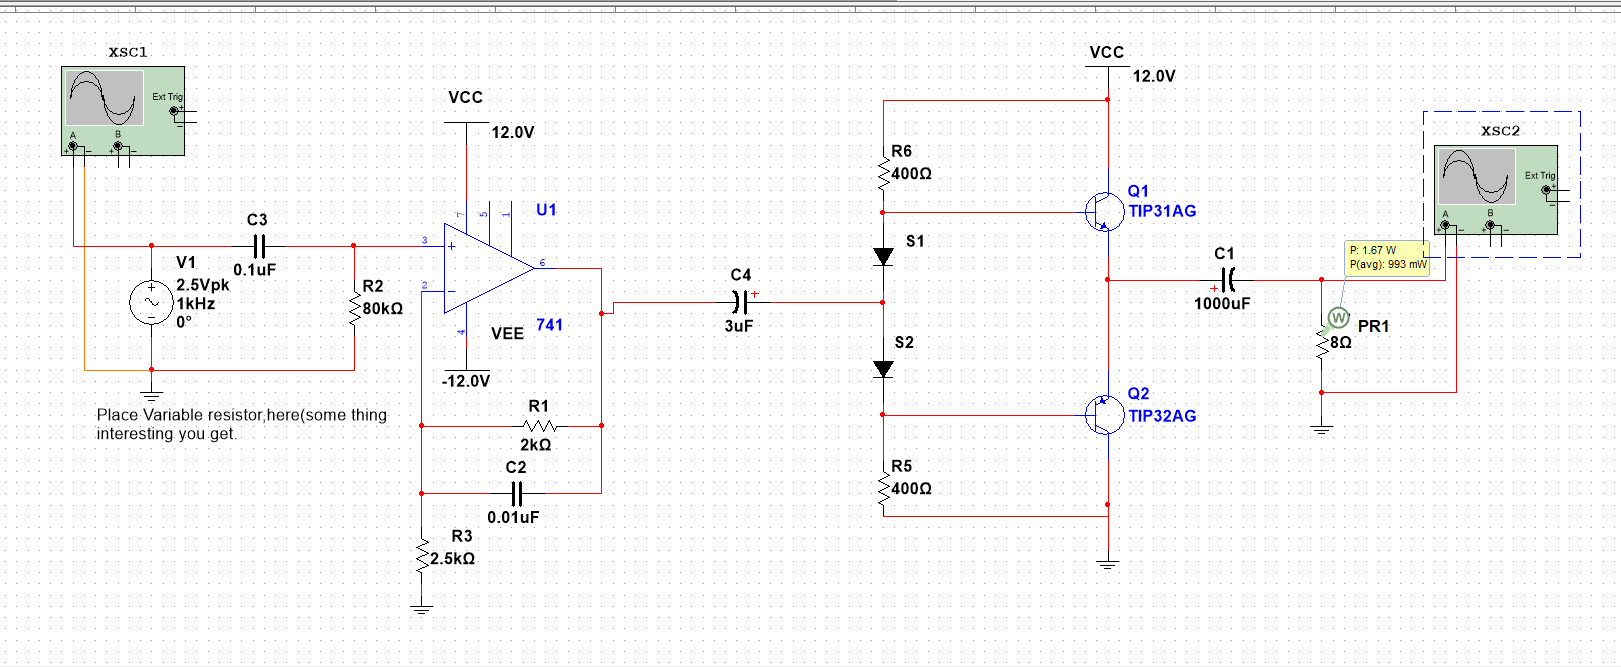 XSC1
Ext Trig
+
−
A
B
+
−
+
−
VCC
12.0V
VCC
12.0V
XSC2
Ext Trig
+
−
A
B
+
−
+
−
R6
400Ω
Q1
TIP31AG
U1
7
5
1
3
+
2
−
6
4
741
VEE
-12.0V
C3
0.1uF
V1
2.5Vpk
1kHz
0°
+
−
R2
80kΩ
S1
C4
+
3uF
S2
C1
+
1000uF
P: 1.67 W
P(avg): 993 mW
W
PR1
8Ω
Q2
TIP32AG
Place Variable resistor,here(some thing
interesting you get.
R1
2kΩ
C2
0.01uF
R3
2.5kΩ
R5
400Ω